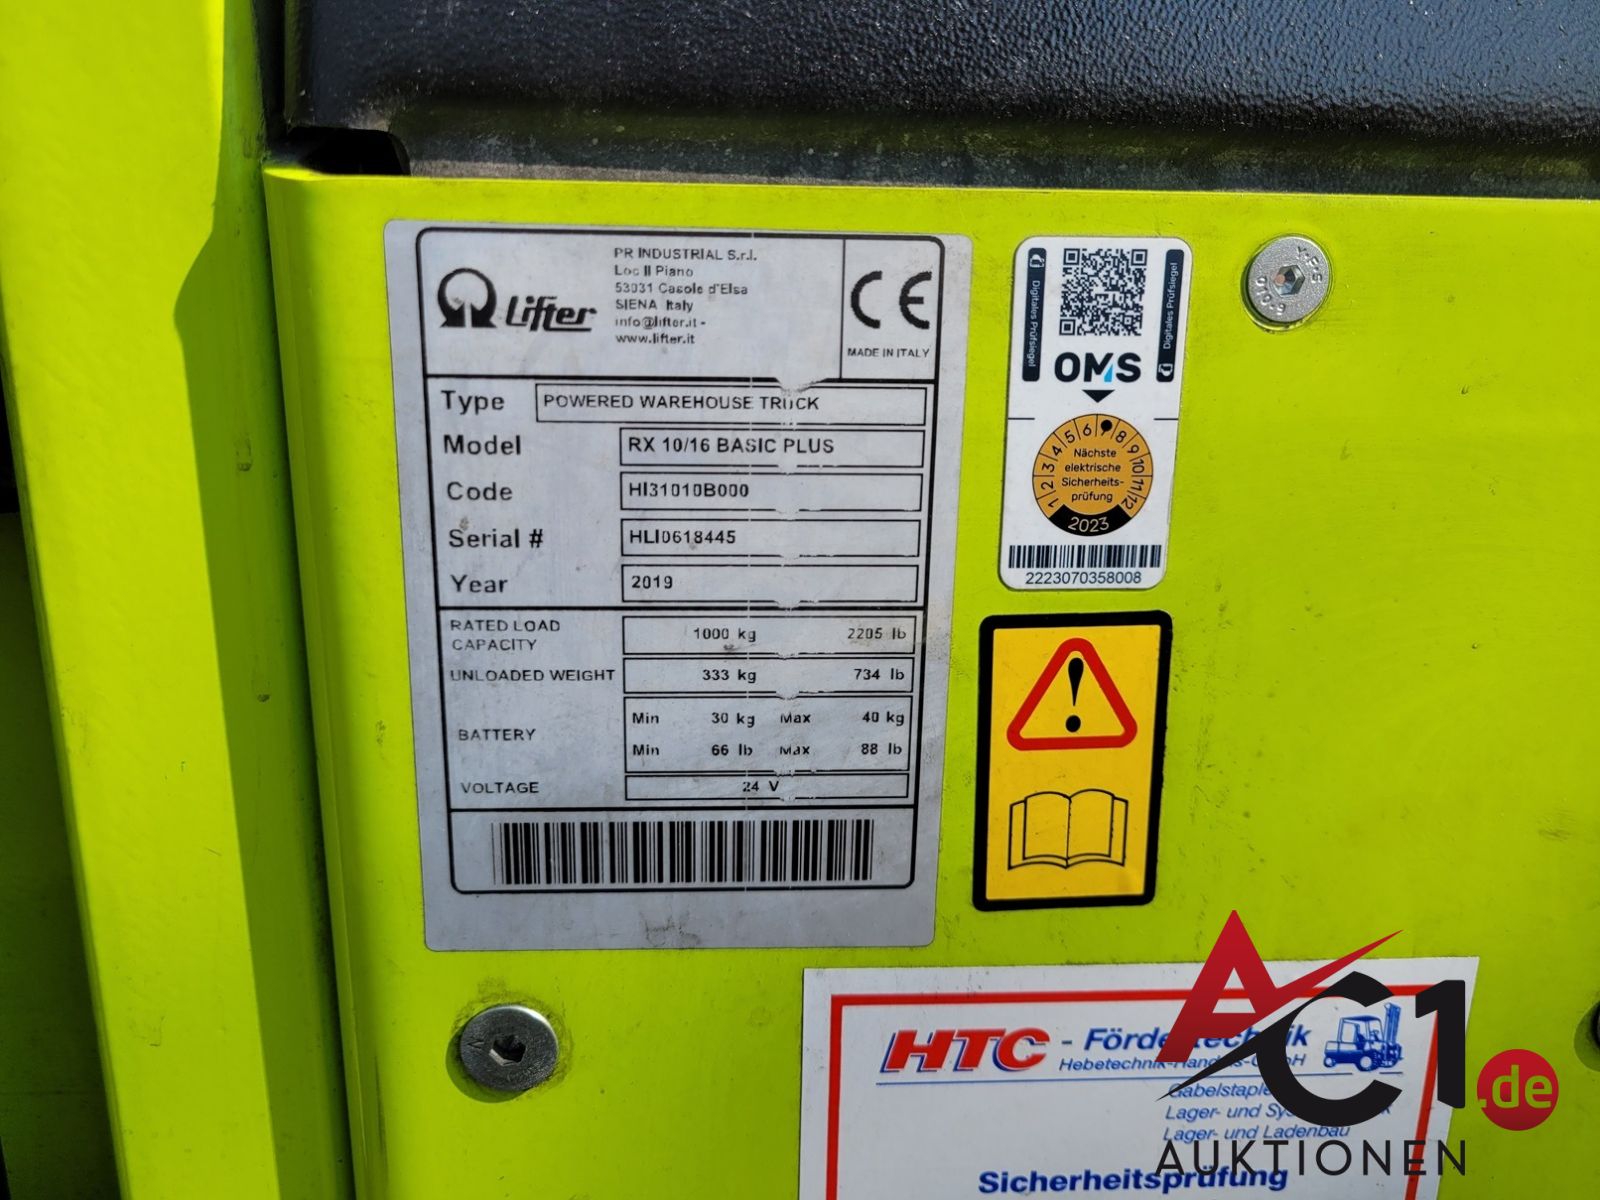 Lifter
PR INDUSTRIAL S.r.l.
Loc Il Piano
53031 Casole d'Elsa
SIENA Italy
info@lifter.it -
www.lifter.it
CE
MADE IN ITALY
Type POWERED WAREHOUSE TRUCK
Model RX 10/16 BASIC PLUS
Code HI31010B000
Serial # HLI0618445
Year 2019
RATED LOAD CAPACITY 1000 kg 2205 lb
UNLOADED WEIGHT 333 kg 734 lb
BATTERY
Min 30 kg Max 40 kg
Min 66 lb Max 88 lb
VOLTAGE 24 V
Digitales Prüfsiegel
Digitales Prüfsiegel
OMS
1 2 3 4 5 6 7 8 9 10 11 12
Nächste
elektrische
Sicherheits-
prüfung
2023
2223070358008
HTC - Fördertechnik
Hebetechnik-Handels-GmbH
Gabelstapler
Lager- und
Lager- und Ladenbau
Sicherheitsprüfung
AC1.de
AUKTIONEN